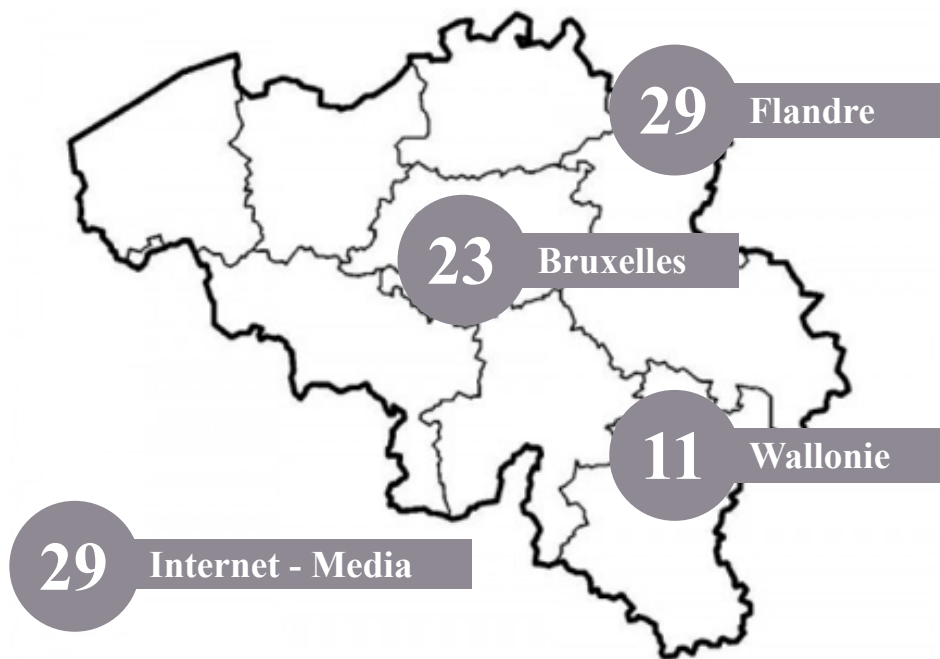 29 Flandre
23 Bruxelles
11 Wallonie
29 Internet - Media